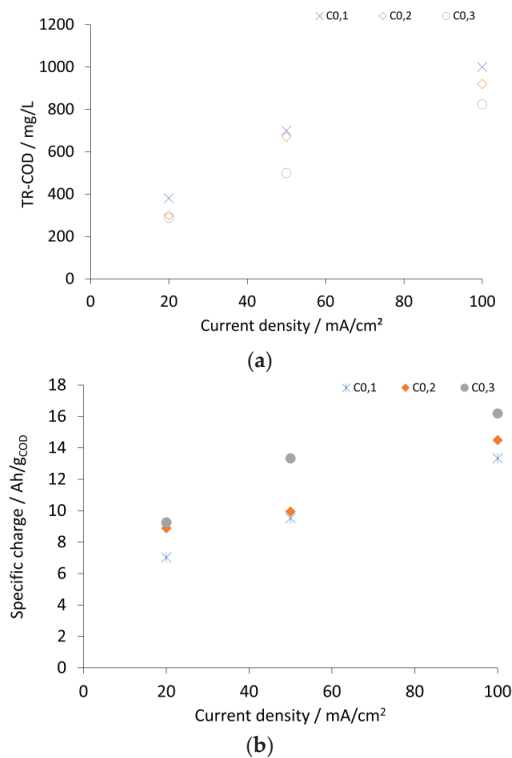 C0,1 C0,2 C0,3
1200
1000
800
600
400
200
0
TR-COD / mg/L
0 20 40 60 80 100
Current density / mA/cm²
(a)
C0,1 C0,2 C0,3
18
16
14
12
10
8
6
4
2
0
Specific charge / Ah/gCOD
0 20 40 60 80 100
Current density / mA/cm²
(b)